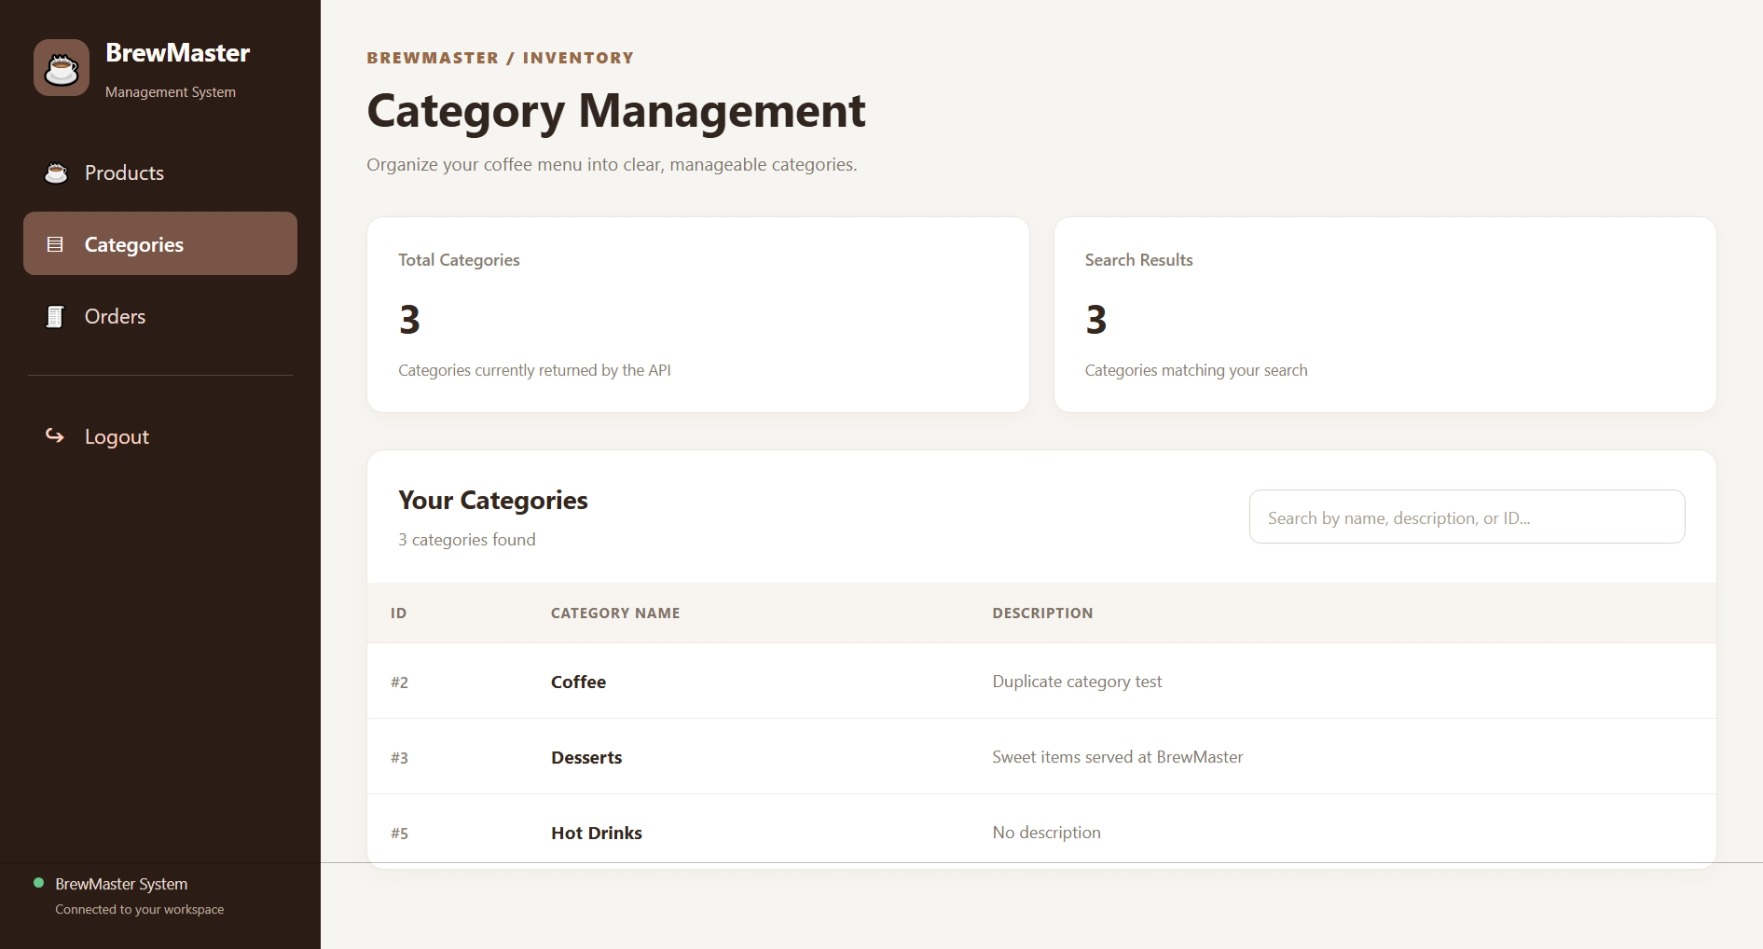 BrewMaster
Management System
Products
Categories
Orders
Logout
BrewMaster System
Connected to your workspace
BREWMASTER / INVENTORY
Category Management
Organize your coffee menu into clear, manageable categories.
Total Categories
3
Categories currently returned by the API
Search Results
3
Categories matching your search
Your Categories
3 categories found
Search by name, description, or ID...
ID CATEGORY NAME DESCRIPTION
#2 Coffee Duplicate category test
#3 Desserts Sweet items served at BrewMaster
#5 Hot Drinks No description